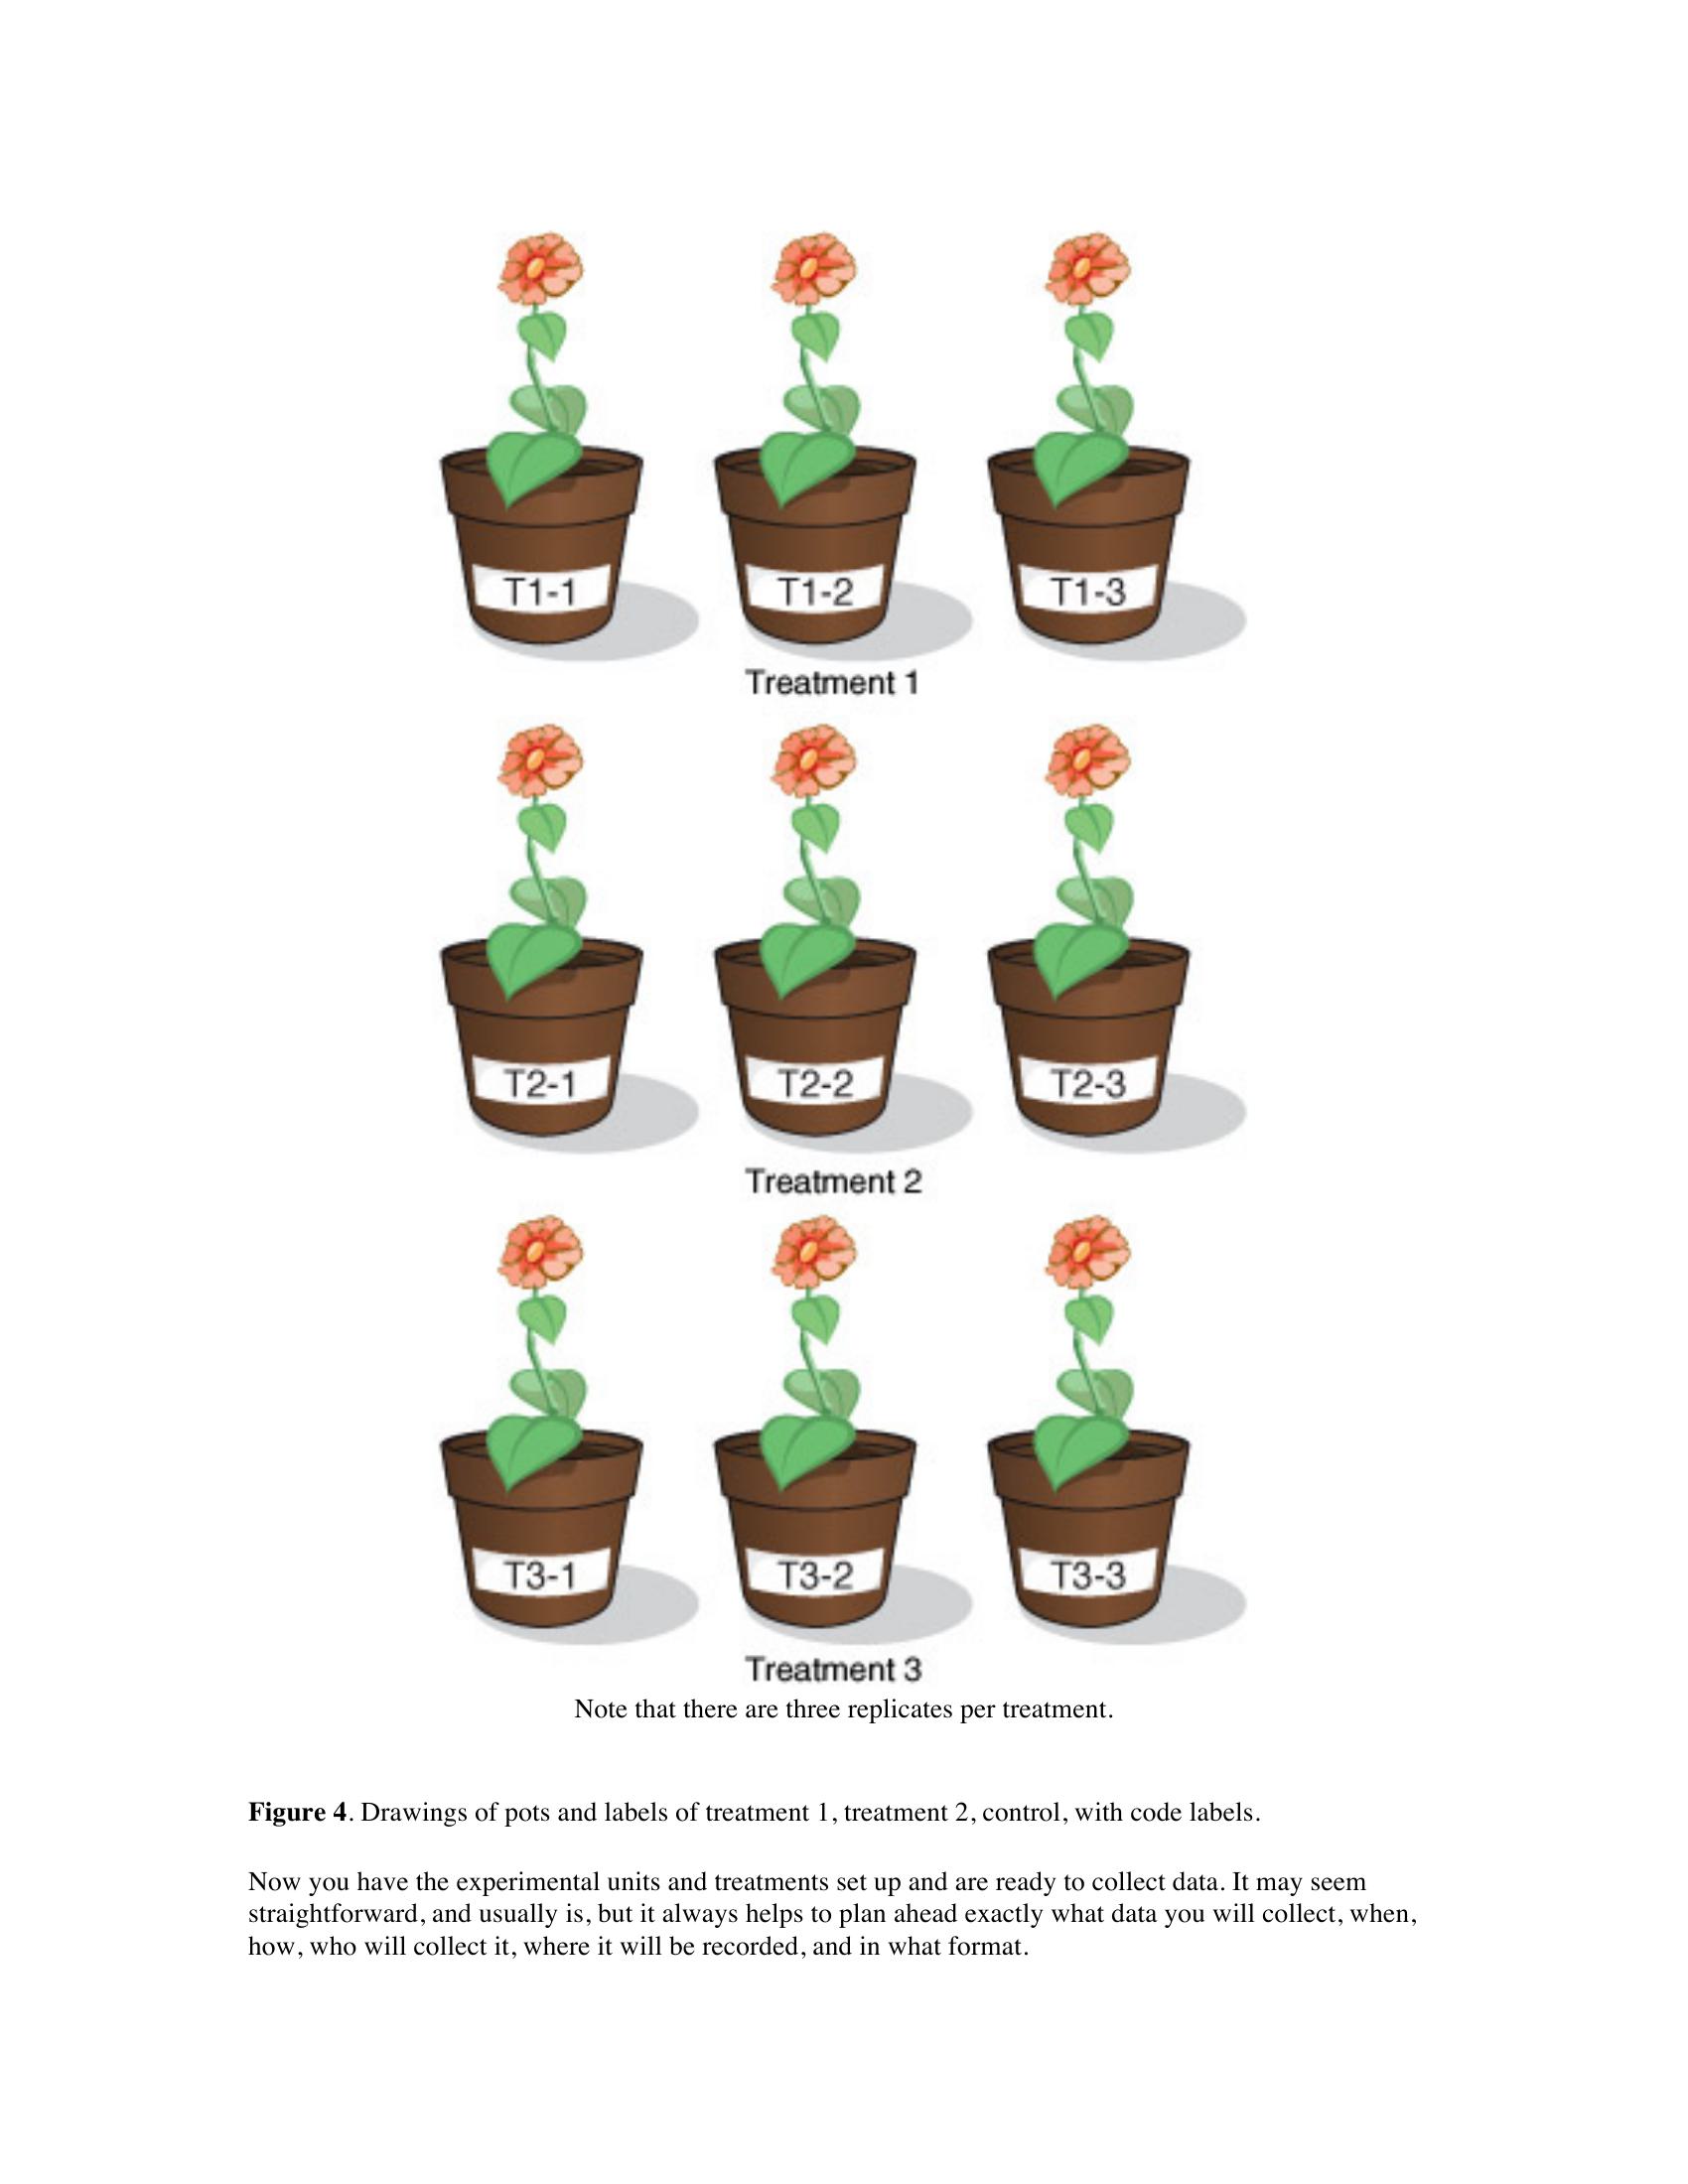 T1-1 T1-2 T1-3
Treatment 1
T2-1 T2-2 T2-3
Treatment 2
T3-1 T3-2 T3-3
Treatment 3
Note that there are three replicates per treatment.
Figure 4. Drawings of pots and labels of treatment 1, treatment 2, control, with code labels.
Now you have the experimental units and treatments set up and are ready to collect data. It may seem
straightforward, and usually is, but it always helps to plan ahead exactly what data you will collect, when,
how, who will collect it, where it will be recorded, and in what format.